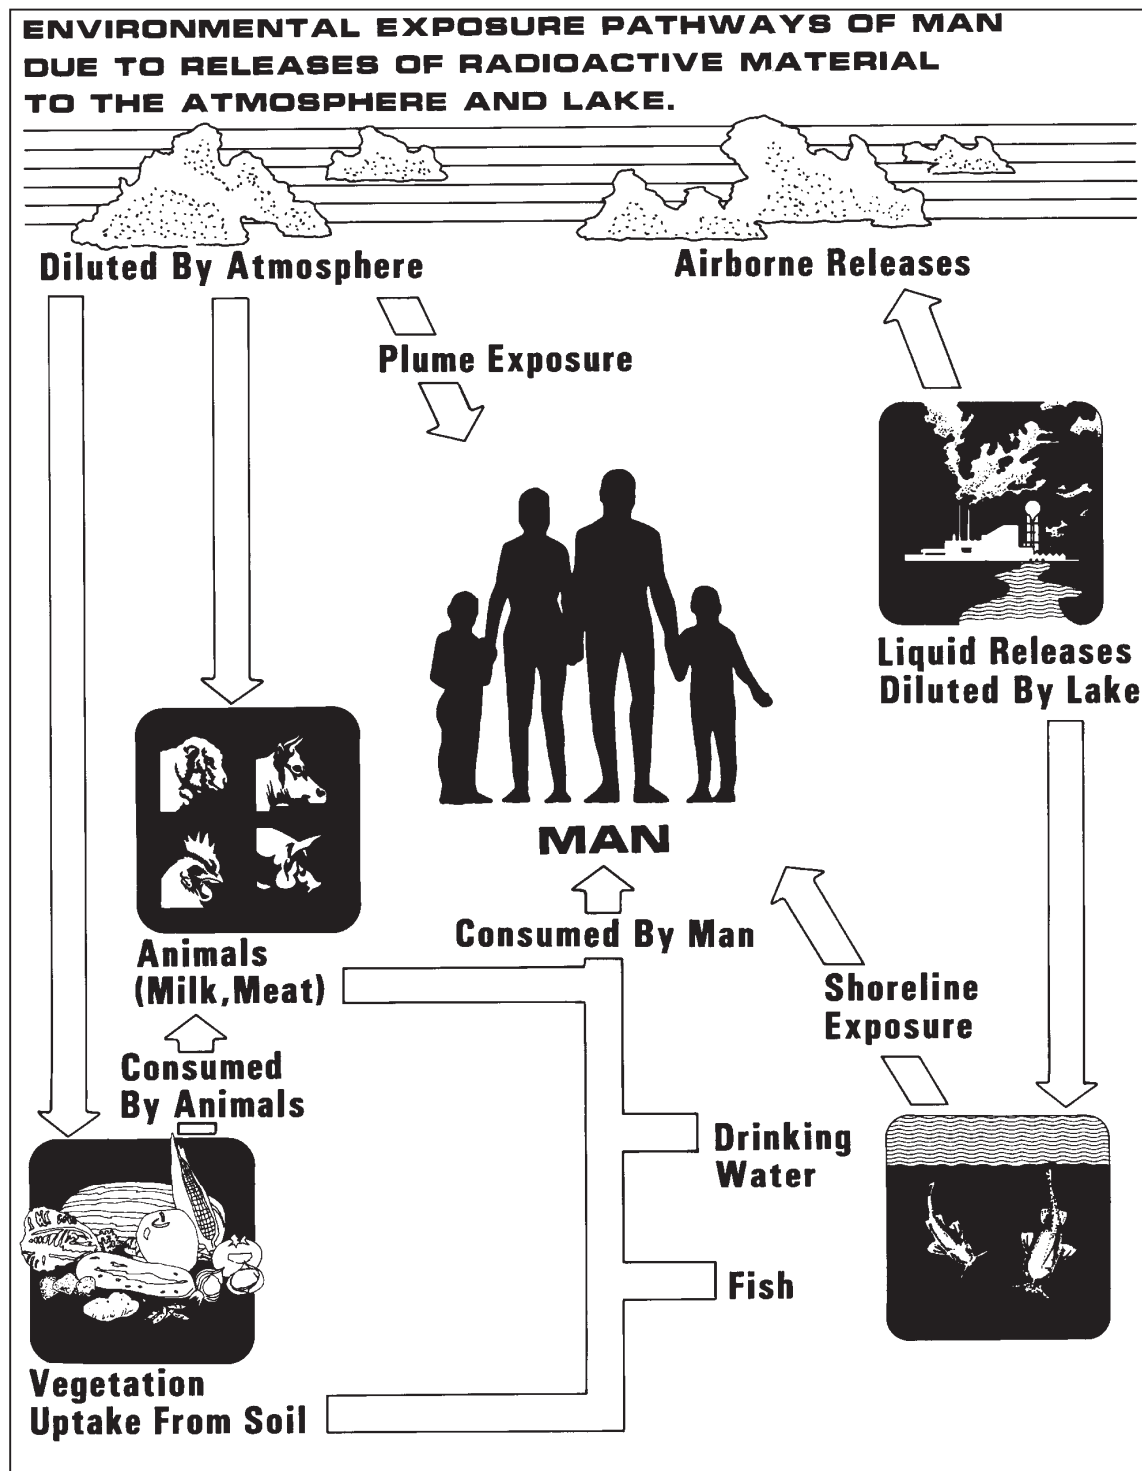 ENVIRONMENTAL EXPOSURE PATHWAYS OF MAN
DUE TO RELEASES OF RADIOACTIVE MATERIAL
TO THE ATMOSPHERE AND LAKE.
Diluted By Atmosphere
Airborne Releases
Plume Exposure
Liquid Releases
Diluted By Lake
MAN
Consumed By Man
Animals
(Milk,Meat)
Shoreline
Exposure
Consumed
By Animals
Drinking
Water
Fish
Vegetation
Uptake From Soil